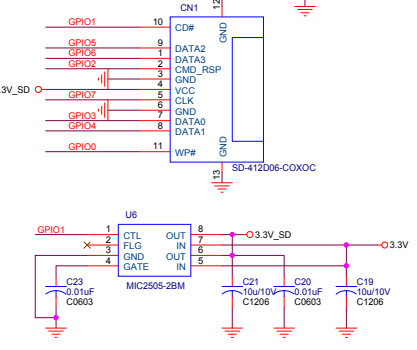 CN1
12
GPIO1 10 CD# GND
GPIO5 9 DATA2
GPIO6 1 DATA3
GPIO2 2 CMD_RSP
3 GND
.3V_SD 4 VCC
GPIO7 5 CLK
6 GND
GPIO3 7 DATA0
GPIO4 8 DATA1
GPIO0 11 WP# GND
SD-412D06-COXOC
13
U6
GPIO1 1 CTL OUT 8 3.3V_SD
2 FLG IN 7 3.3V
3 GND OUT 6
4 GATE IN 5
MIC2505-2BM
C23
0.01uF
C0603
C21
10u/10V
C1206
C20
0.01uF
C0603
C19
10u/10V
C1206